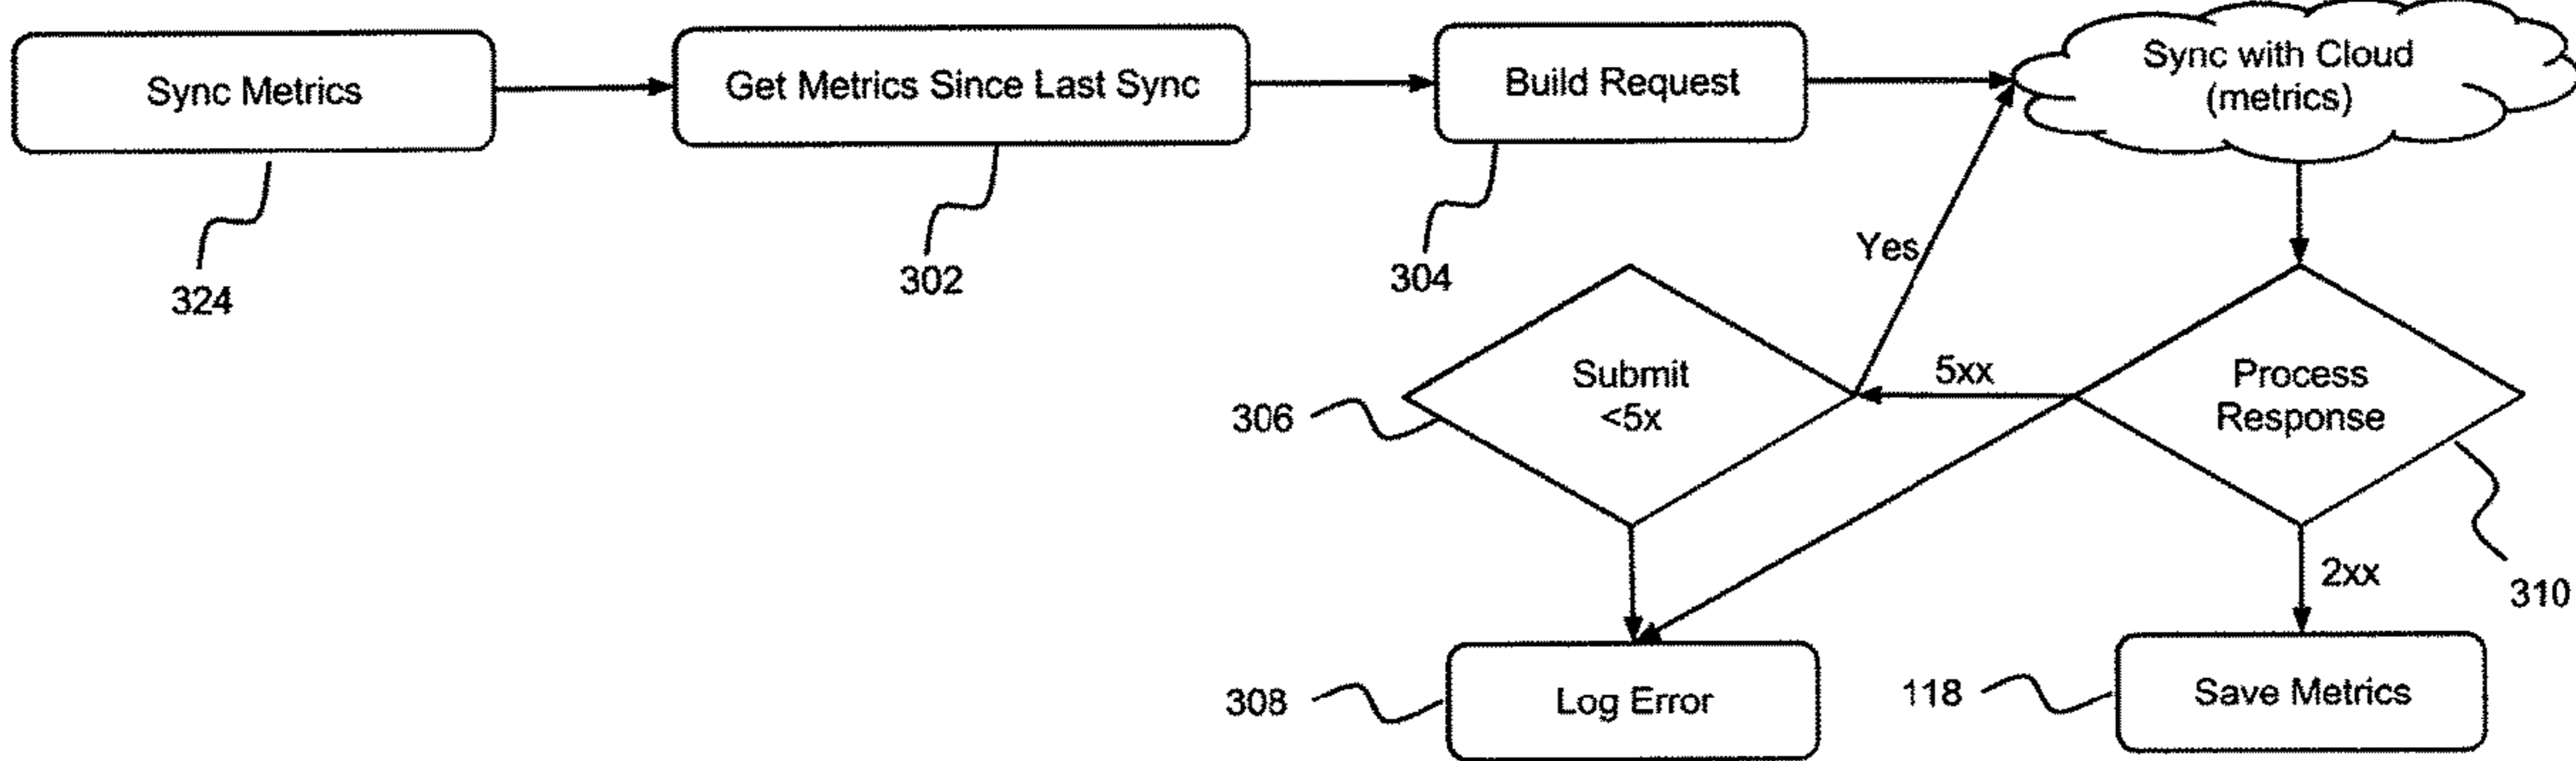 Sync Metrics
Get Metrics Since Last Sync
Build Request
Sync with Cloud
(metrics)
324
302
304
Yes
306
Submit
<5x
5xx
Process
Response
310
2xx
308
Log Error
118
Save Metrics